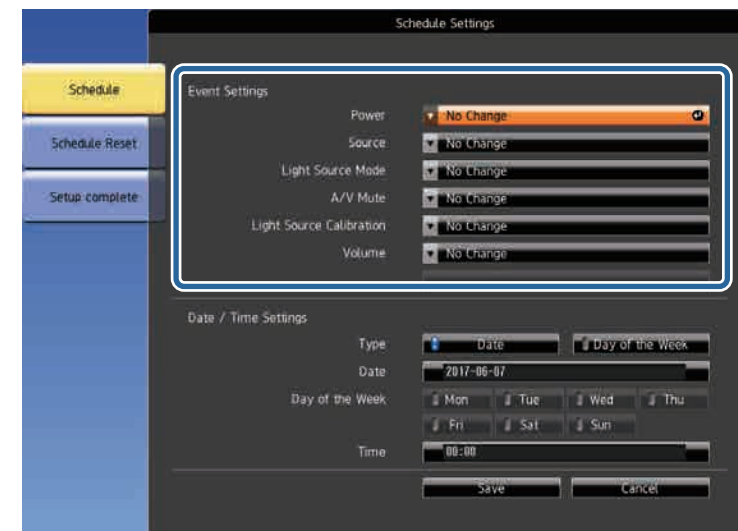 Schedule Settings
Schedule
Schedule Reset
Setup complete
Event Settings
Power No Change
Source No Change
Light Source Mode No Change
A/V Mute No Change
Light Source Calibration No Change
Volume No Change
Date / Time Settings
Type Date Day of the Week
Date 2017-06-07
Day of the Week Mon Tue Wed Thu
Fri Sat Sun
Time 00:00
Save Cancel